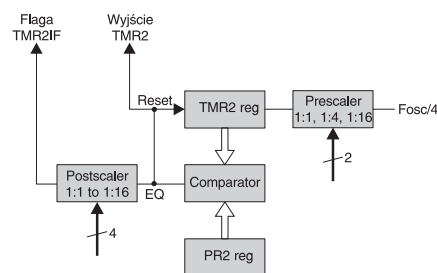 Flaga
TMR2IF
Wyjście
TMR2
Reset
TMR2 reg
Prescaler
1:1, 1:4, 1:16
Fosc/4
2
Postscaler
1:1 to 1:16
EQ
Comparator
4
PR2 reg